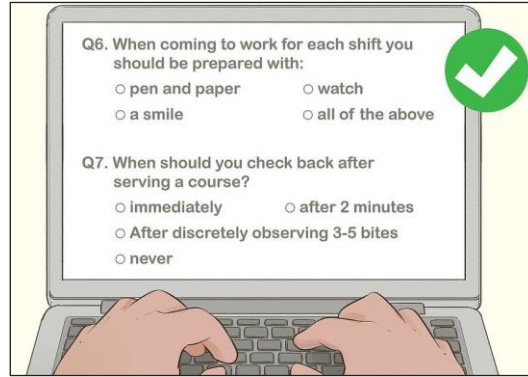 Q6. When coming to work for each shift you
should be prepared with:
○ pen and paper ○ watch
○ a smile ○ all of the above
Q7. When should you check back after
serving a course?
○ immediately ○ after 2 minutes
○ After discretely observing 3-5 bites
○ never